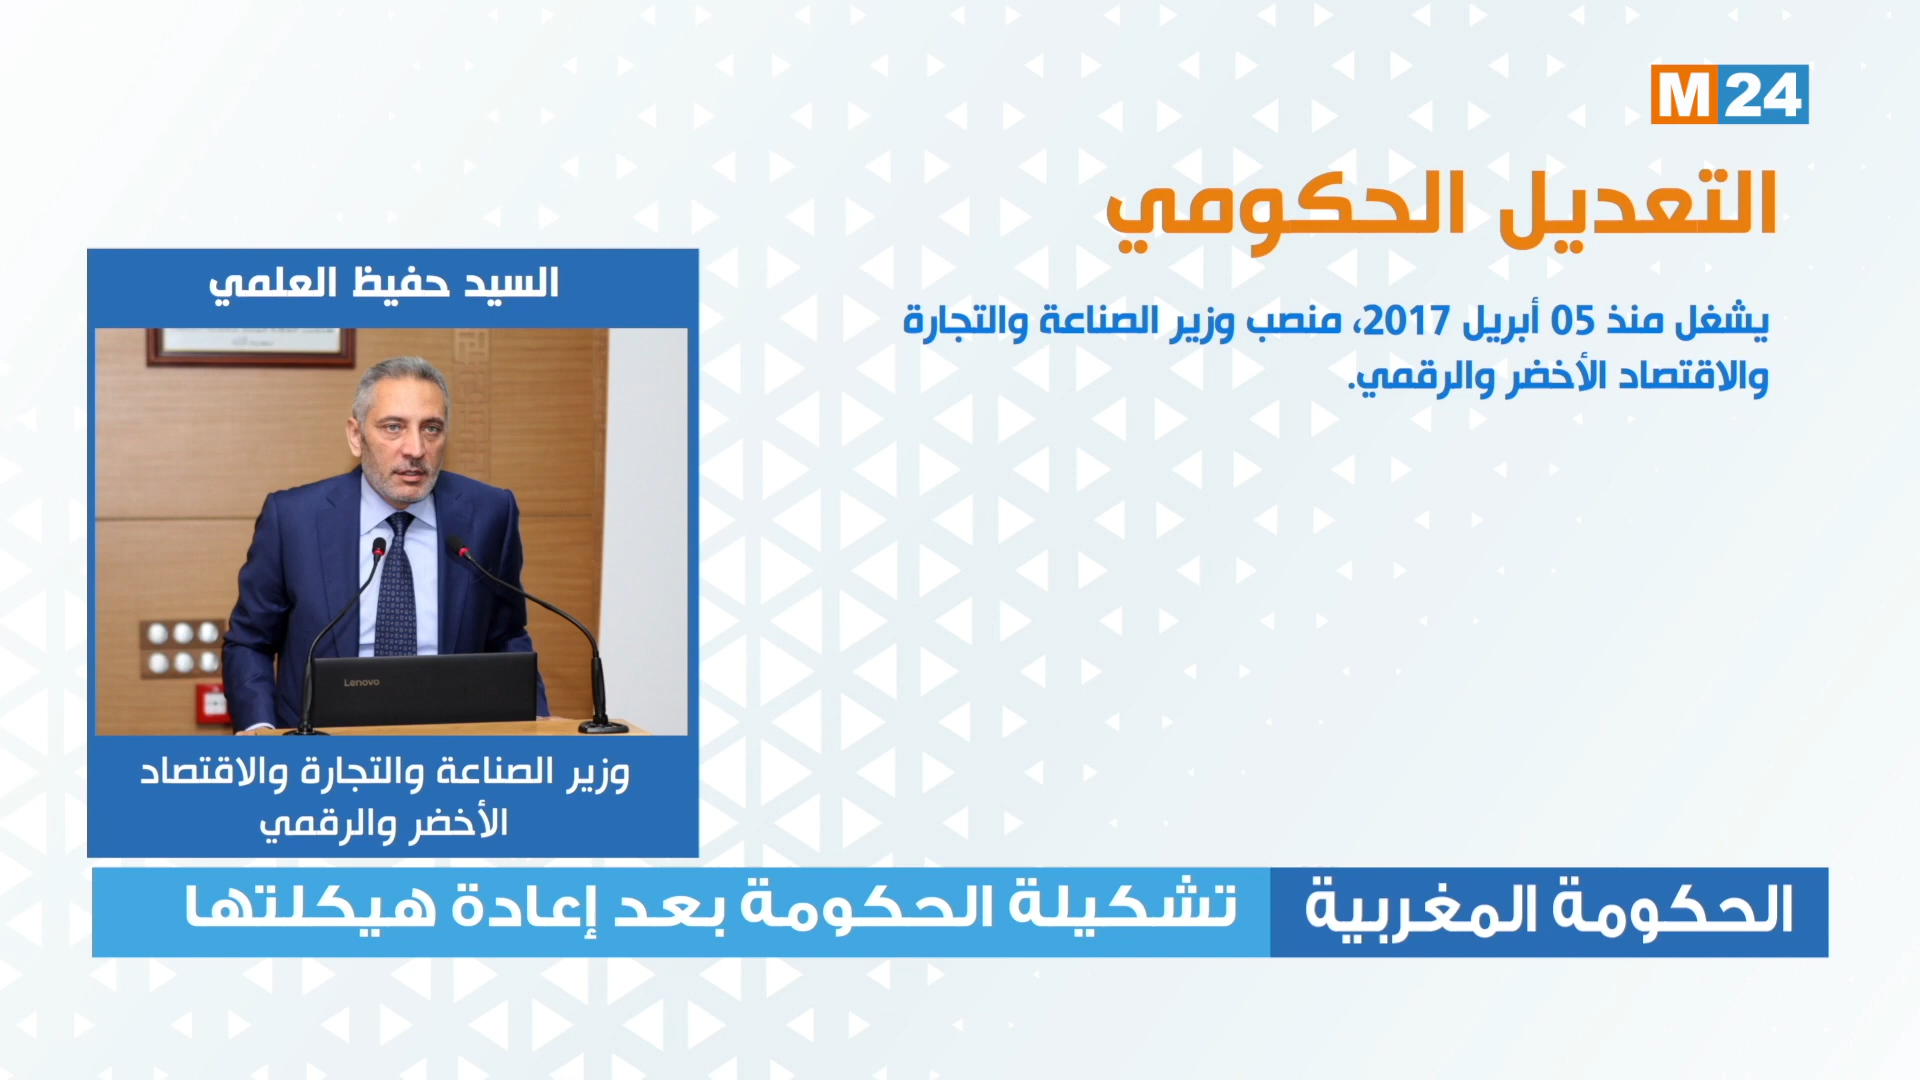 M24
التعديل الحكومي
يشغل منذ 05 أبريل 2017، منصب وزير الصناعة والتجارة
والاقتصاد الأخضر والرقمي.
السيد حفيظ العلمي
Lenovo
وزير الصناعة والتجارة والاقتصاد
الأخضر والرقمي
الحكومة المغربية
تشكيلة الحكومة بعد إعادة هيكلتها